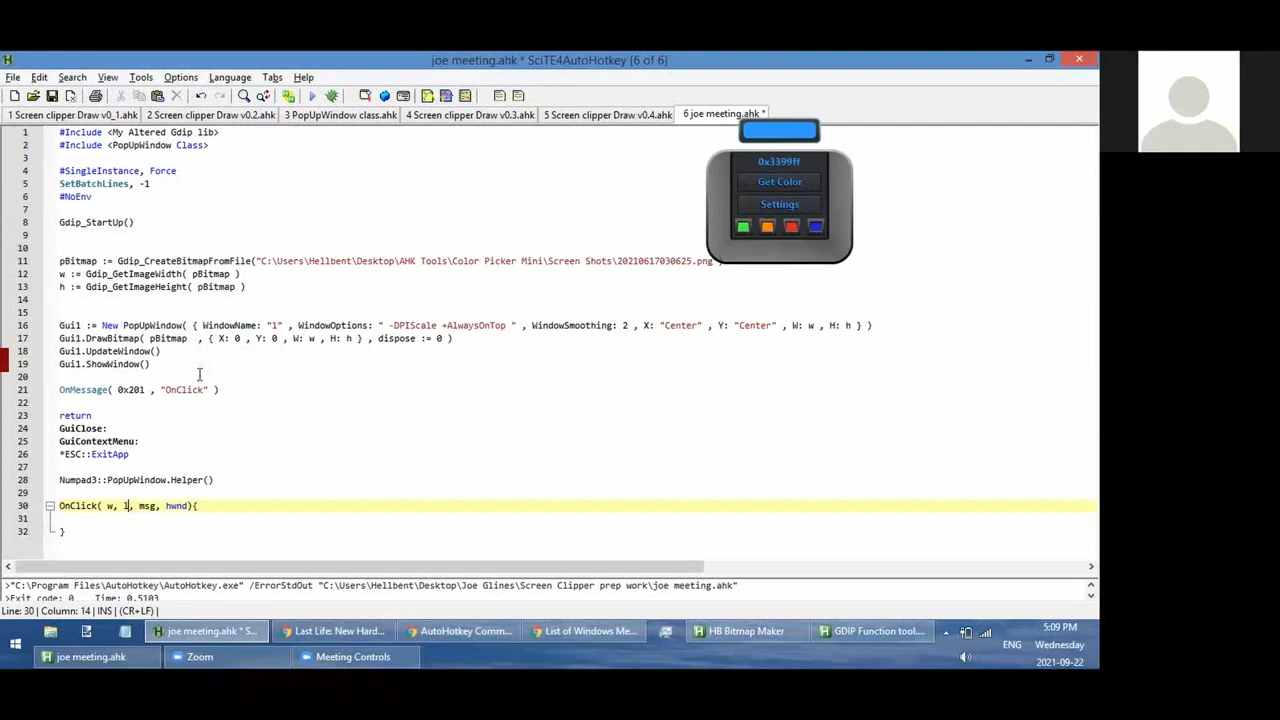 joe meeting.ahk * SciTE4AutoHotkey [6 of 6]
File Edit Search View Tools Options Language Tabs Help
1 Screen clipper Draw v0_1.ahk 2 Screen clipper Draw v0.2.ahk 3 PopUpWindow class.ahk 4 Screen clipper Draw v0.3.ahk 5 Screen clipper Draw v0.4.ahk 6 joe meeting.ahk *
1 #Include <My Altered Gdip lib>
2 #Include <PopUpWindow Class>
3
4 #SingleInstance, Force
5 SetBatchLines, -1
6 #NoEnv
7
8 Gdip_StartUp()
9
10
11 pBitmap := Gdip_CreateBitmapFromFile("C:\Users\Hellbent\Desktop\AHK Tools\Color Picker Mini\Screen Shots\20210617030625.png
12 w := Gdip_GetImageWidth( pBitmap )
13 h := Gdip_GetImageHeight( pBitmap )
14
15
16 Gui1 := New PopUpWindow( { WindowName: "1" , WindowOptions: " -DPIScale +AlwaysOnTop " , WindowSmoothing: 2 , X: "Center" , Y: "Center" , W: w , H: h } )
17 Gui1.DrawBitmap( pBitmap , { X: 0 , Y: 0 , W: w , H: h } , dispose := 0 )
18 Gui1.UpdateWindow()
19 Gui1.ShowWindow()
20
21 OnMessage( 0x201 , "OnClick" )
22
23 return
24 GuiClose:
25 GuiContextMenu:
26 *ESC::ExitApp
27
28 Numpad3::PopUpWindow.Helper()
29
30 OnClick( w, l, msg, hwnd){
31
32 }
0x3399ff
Get Color
Settings
>"C:\Program Files\AutoHotkey\AutoHotkey.exe" /ErrorStdOut "C:\Users\Hellbent\Desktop\Joe Glines\Screen Clipper prep work\joe meeting.ahk"
>Exit code: 0 Time: 0.5103
Line: 30 | Column: 14 | INS | (CR+LF) |
joe meeting.ahk * S... Last Life: New Hard... AutoHotkey Comm... List of Windows Me... HB Bitmap Maker GDIP Function tool....
joe meeting.ahk Zoom Meeting Controls
ENG
5:09 PM
Wednesday
2021-09-22